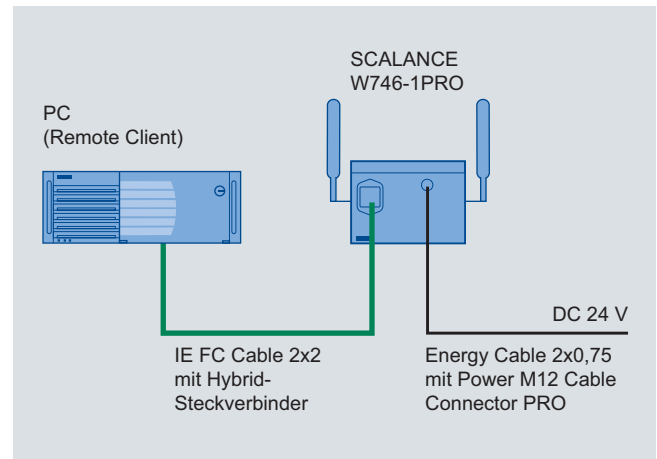 SCALANCE
W746-1PRO
PC
(Remote Client)
DC 24 V
IE FC Cable 2x2
mit Hybrid-
Steckverbinder
Energy Cable 2x0,75
mit Power M12 Cable
Connector PRO